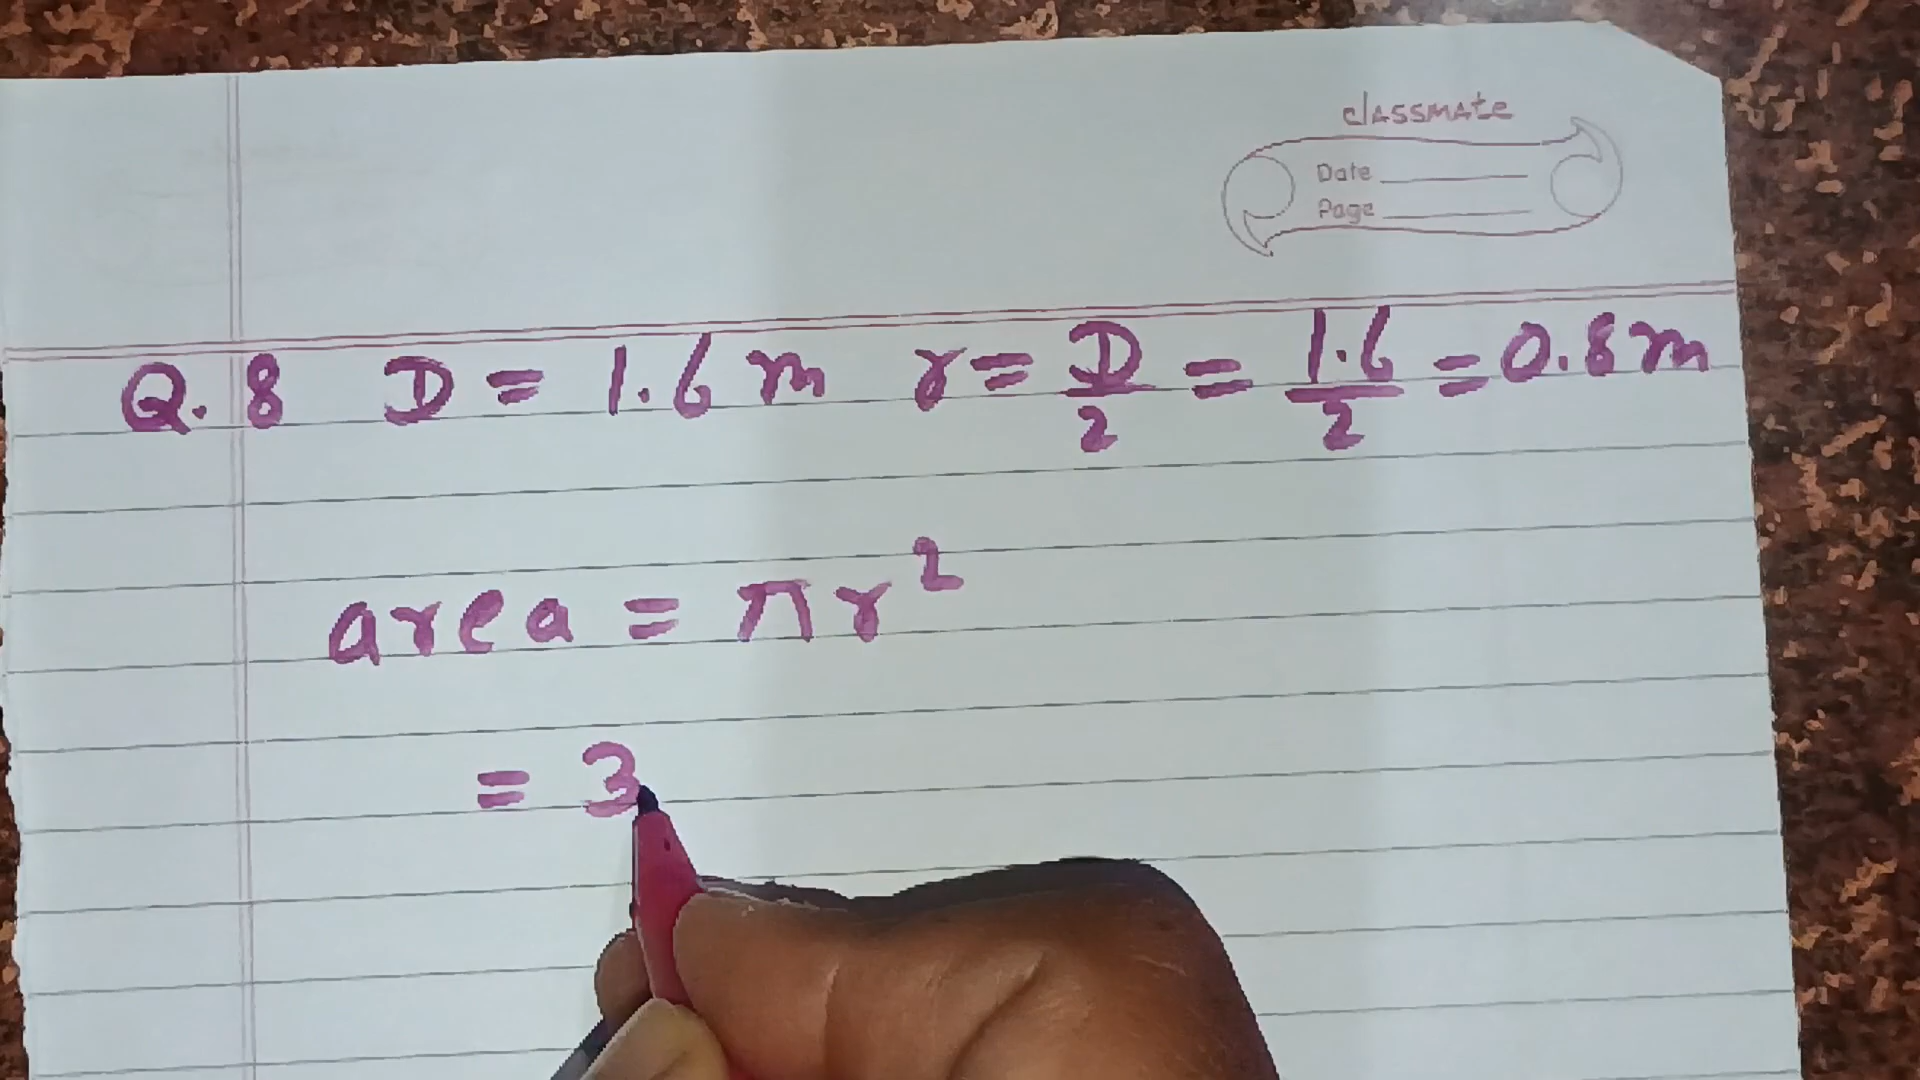 classmate
Date
Page
Q. 8 D = 1.6 m r = D/2 = 1.6/2 = 0.8 m
area = πr²
= 3